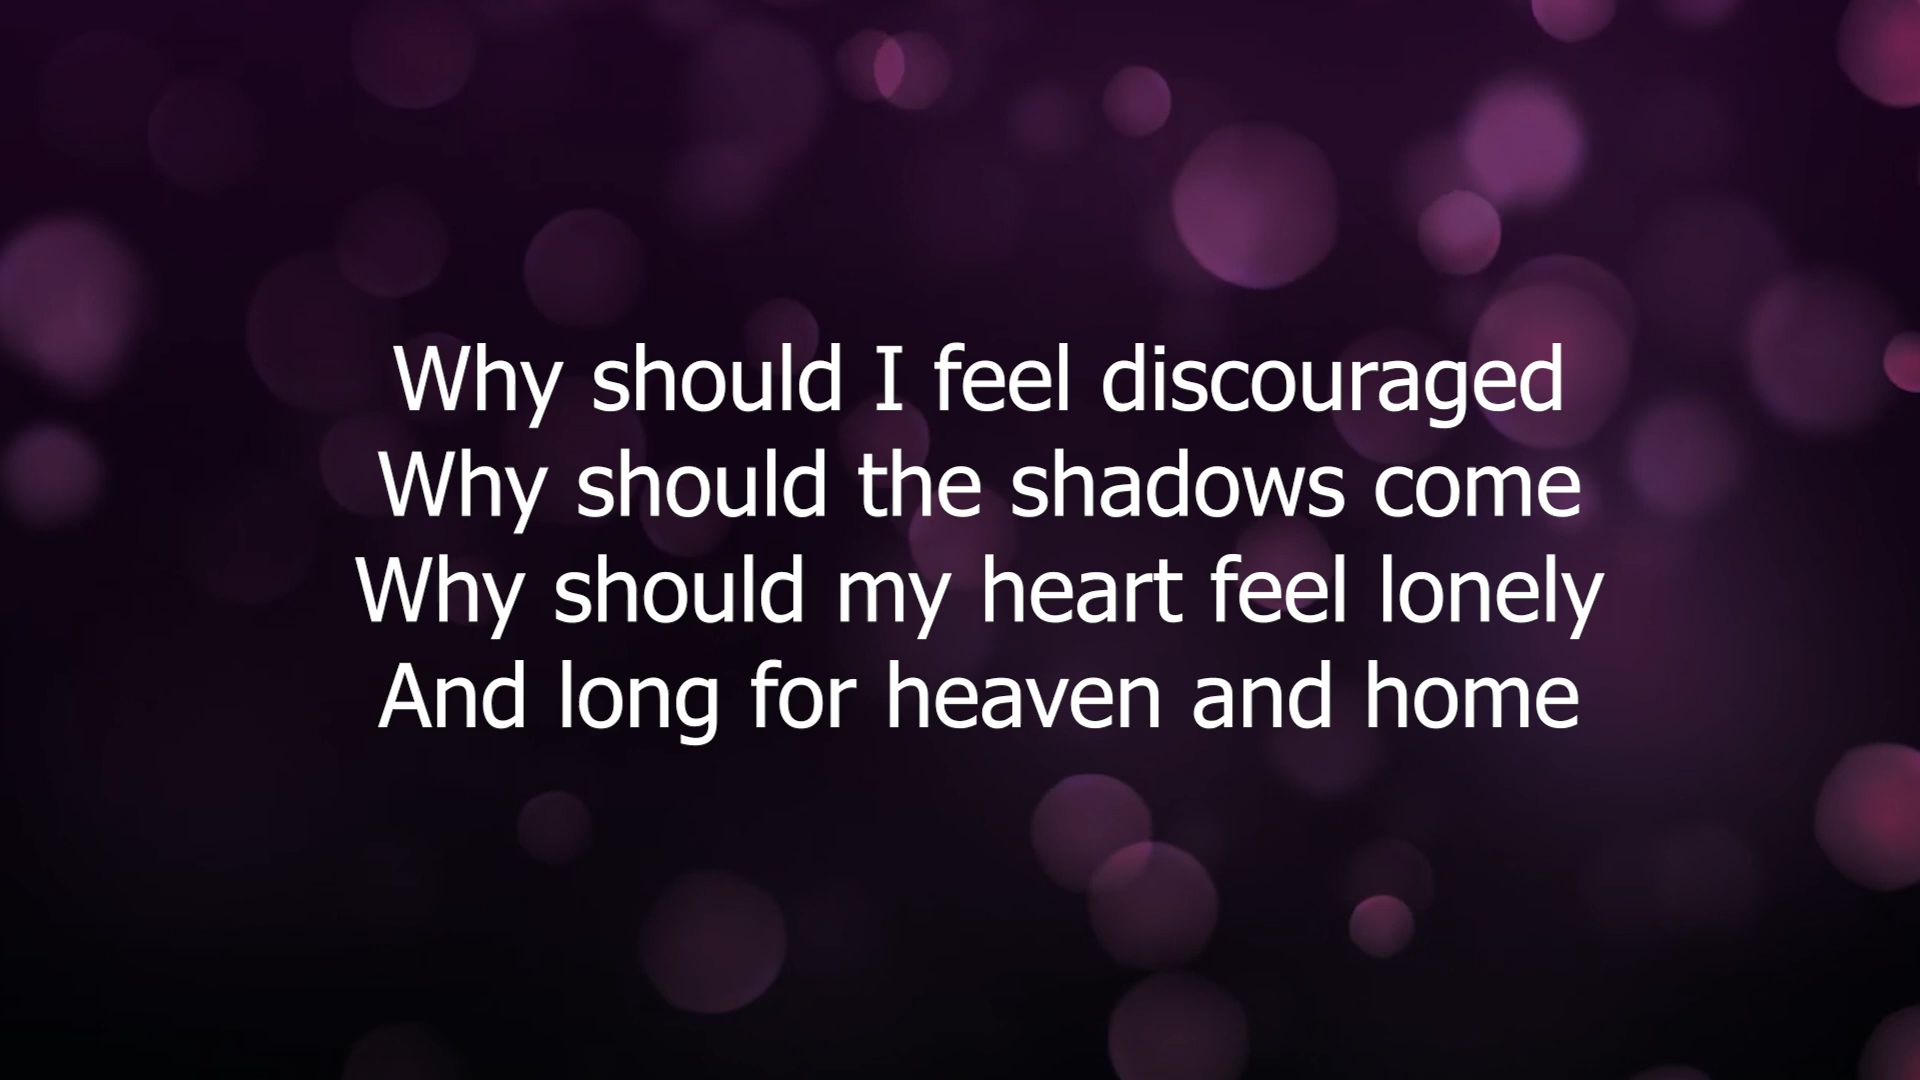 Why should I feel discouraged
Why should the shadows come
Why should my heart feel lonely
And long for heaven and home